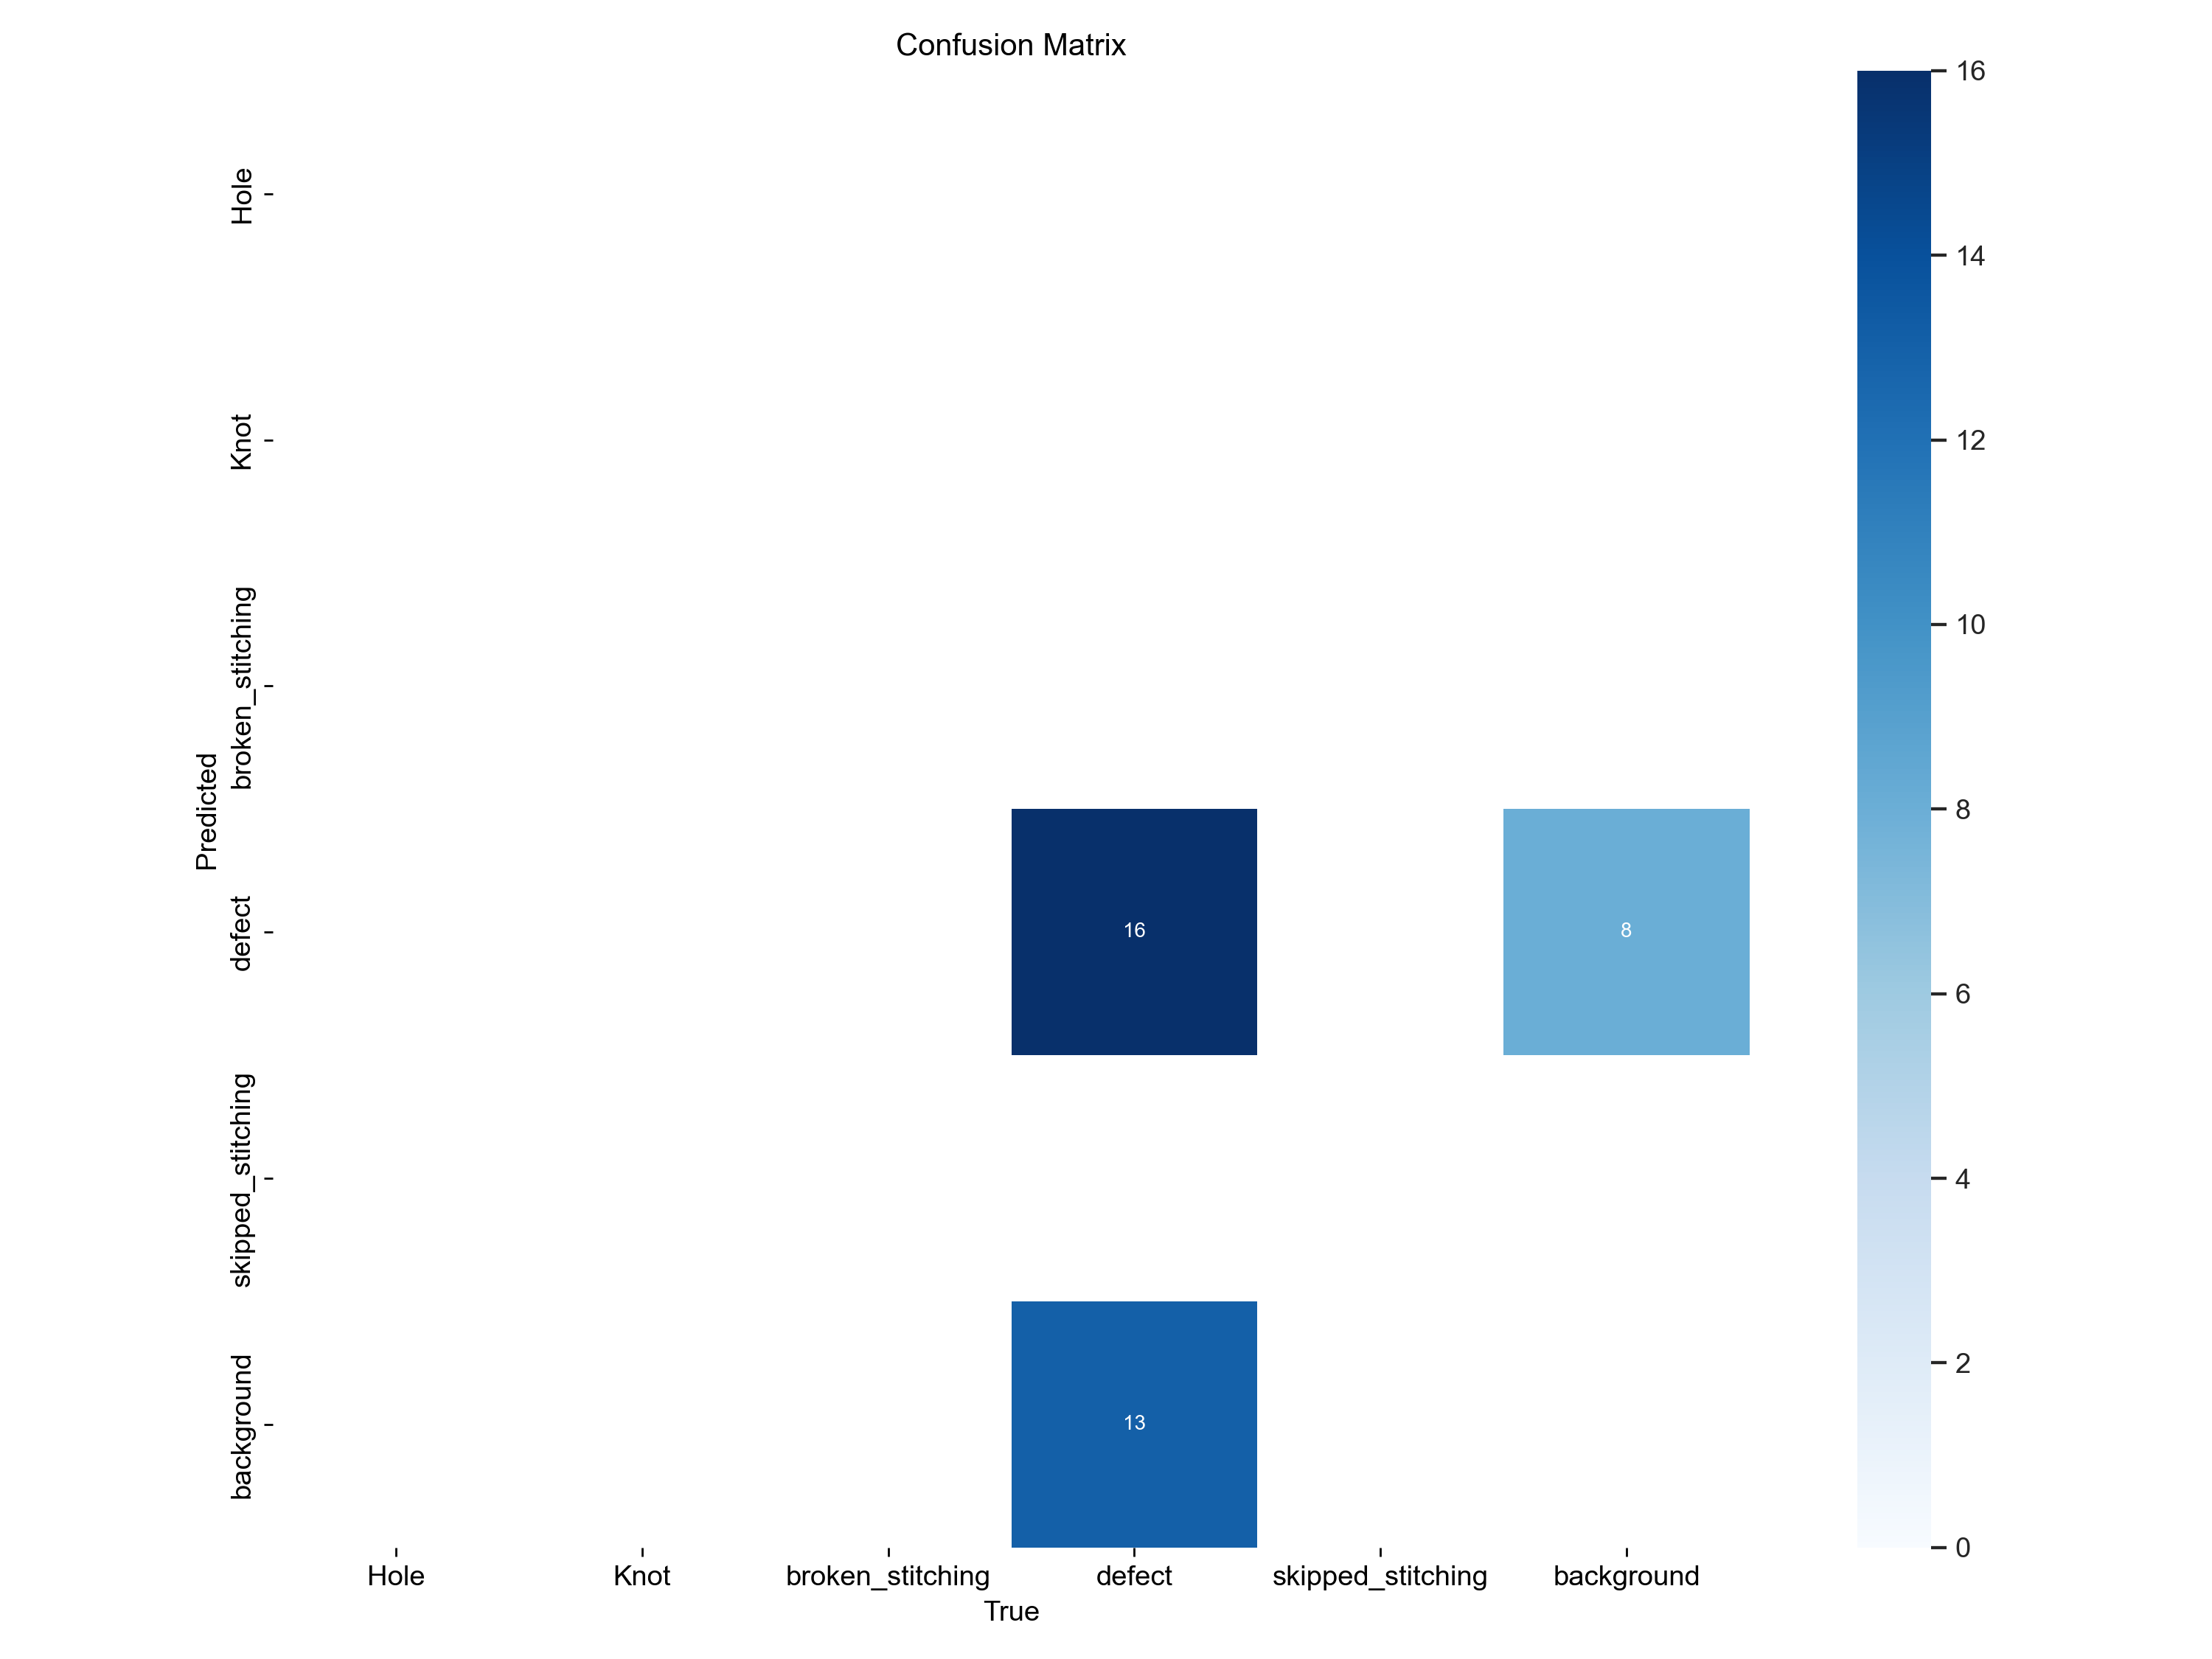 Confusion Matrix
Predicted
Hole
Knot
broken_stitching
defect
skipped_stitching
background
16
8
13
Hole
Knot
broken_stitching
defect
skipped_stitching
background
True
16
14
12
10
8
6
4
2
0